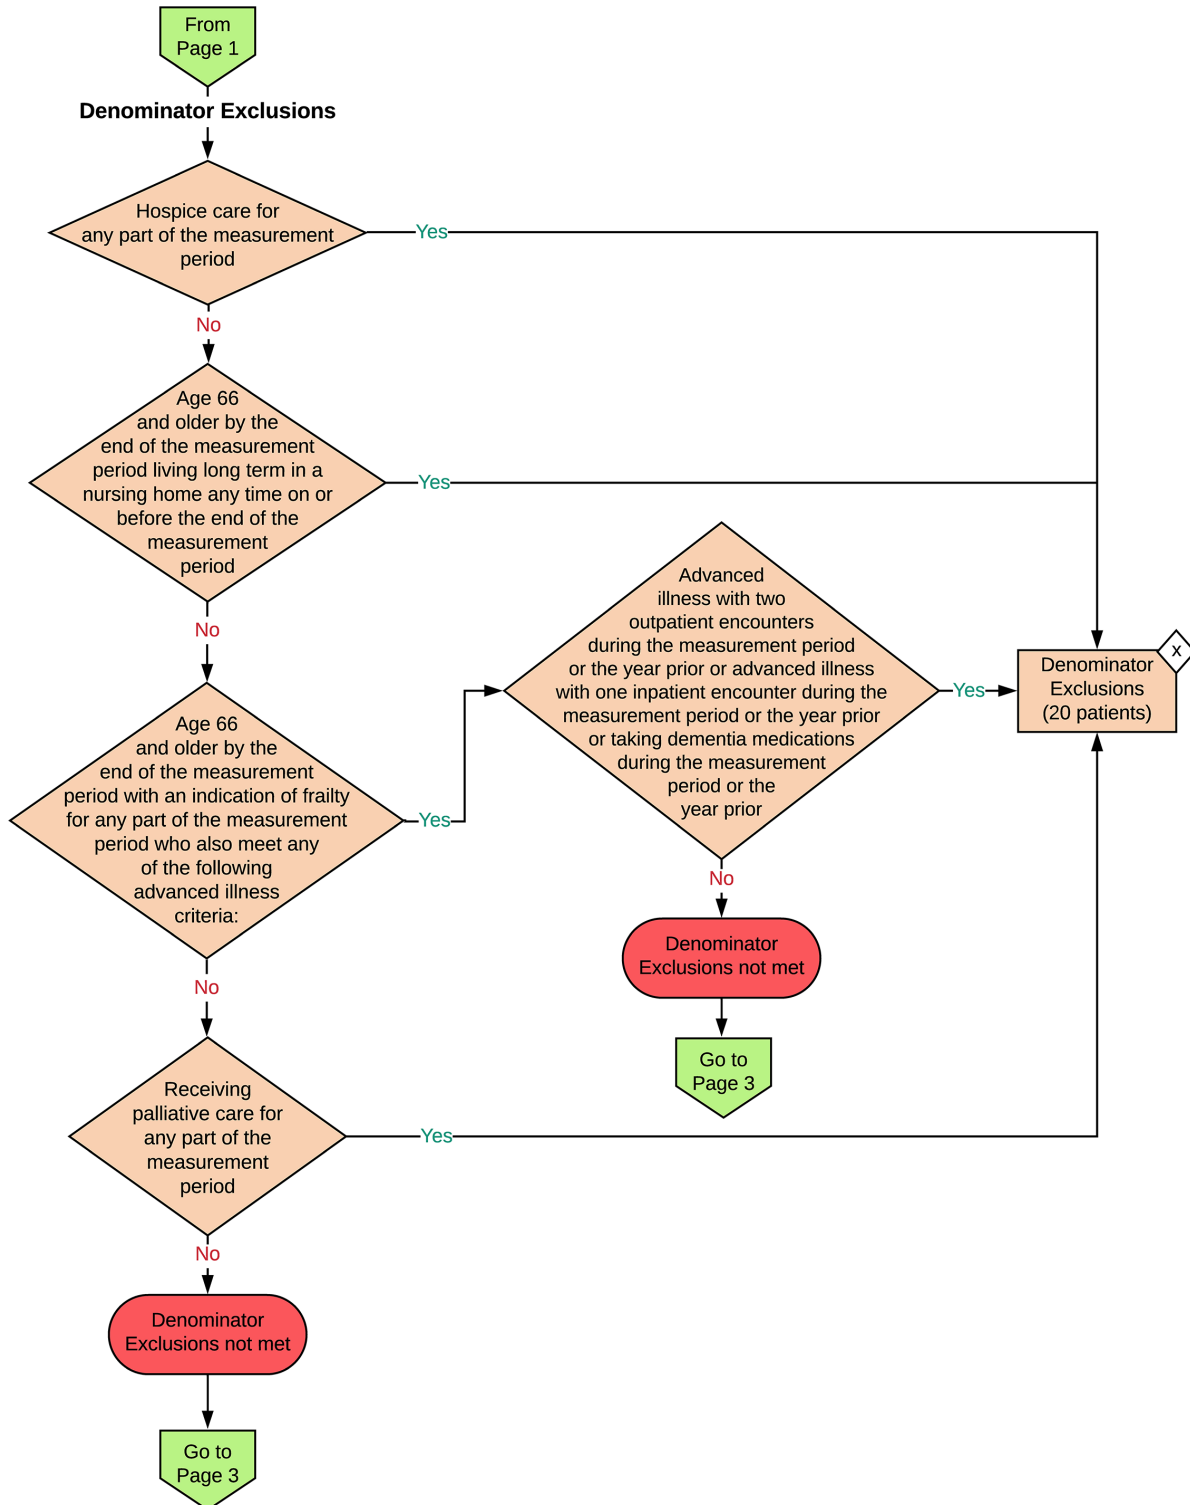 From
Page 1
Denominator Exclusions
Hospice care for
any part of the measurement
period
Yes
No
Age 66
and older by the
end of the measurement
period living long term in a
nursing home any time on or
before the end of the
measurement
period
Yes
No
Age 66
and older by the
end of the measurement
period with an indication of frailty
for any part of the measurement
period who also meet any
of the following
advanced illness
criteria:
Yes
Advanced
illness with two
outpatient encounters
during the measurement period
or the year prior or advanced illness
with one inpatient encounter during the
measurement period or the year prior
or taking dementia medications
during the measurement
period or the
year prior
Yes
x
Denominator
Exclusions
(20 patients)
No
Denominator
Exclusions not met
Go to
Page 3
No
Receiving
palliative care for
any part of the
measurement
period
Yes
No
Denominator
Exclusions not met
Go to
Page 3